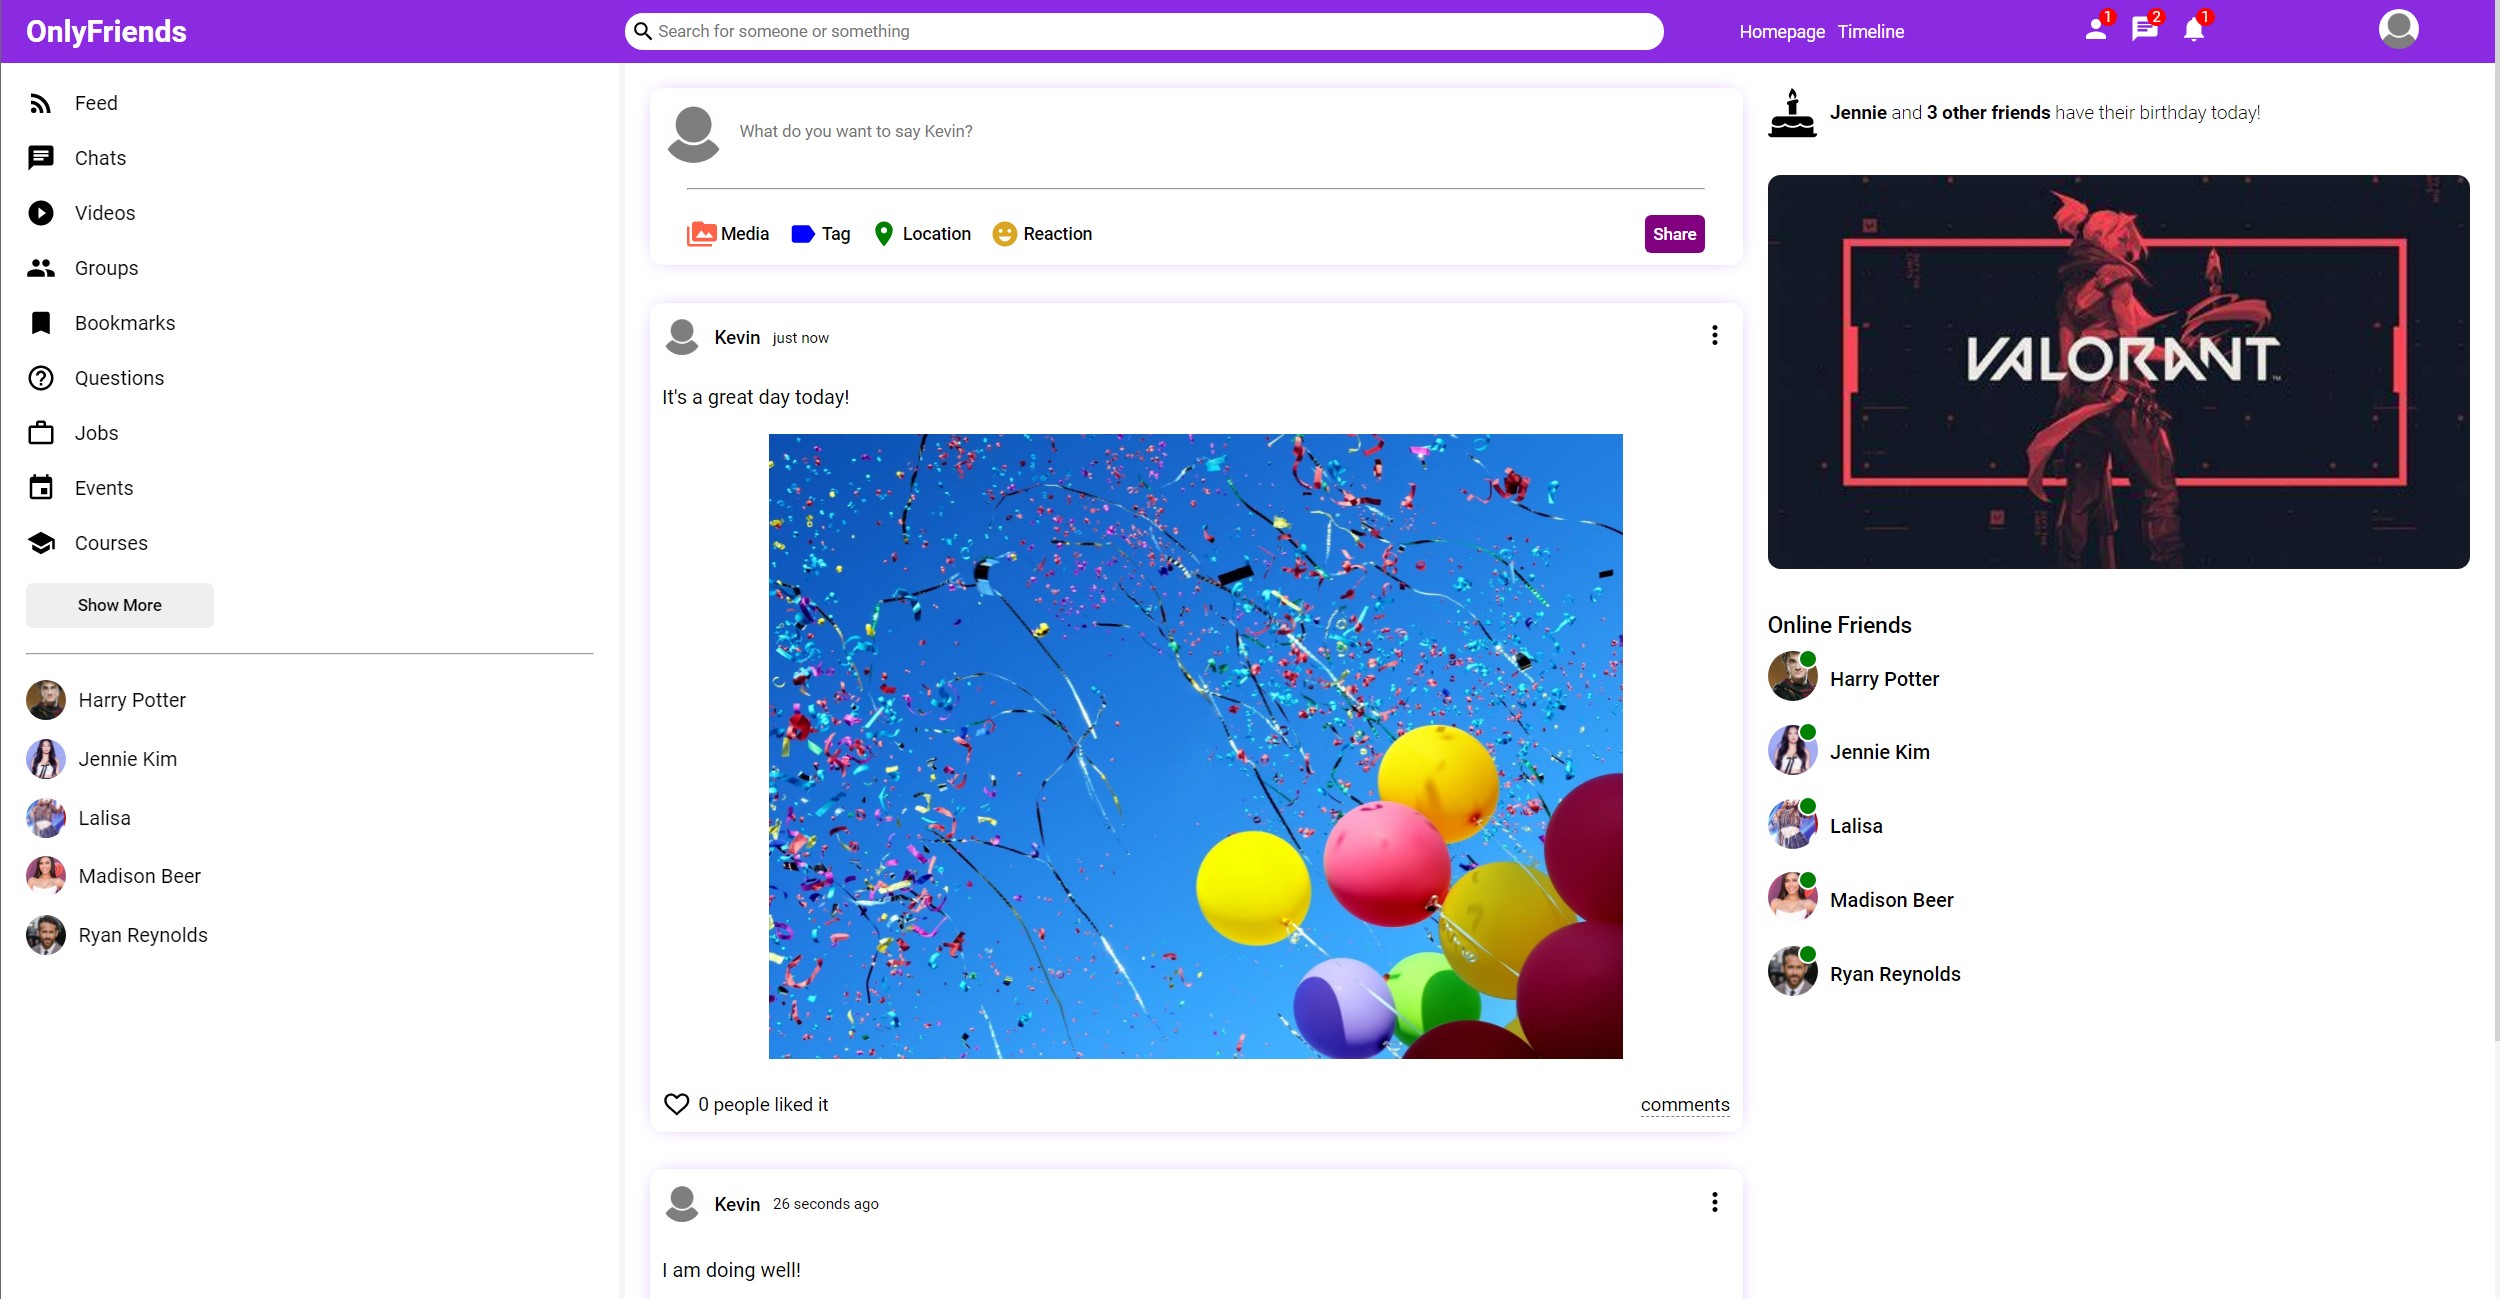 OnlyFriends
Search for someone or something
Homepage Timeline
1
2
1
Feed
Chats
Videos
Groups
Bookmarks
Questions
Jobs
Events
Courses
Show More
Harry Potter
Jennie Kim
Lalisa
Madison Beer
Ryan Reynolds
What do you want to say Kevin?
Media Tag Location Reaction Share
Kevin just now
It's a great day today!
0 people liked it comments
Kevin 26 seconds ago
I am doing well!
Jennie and 3 other friends have their birthday today!
VALORANT
Online Friends
Harry Potter
Jennie Kim
Lalisa
Madison Beer
Ryan Reynolds